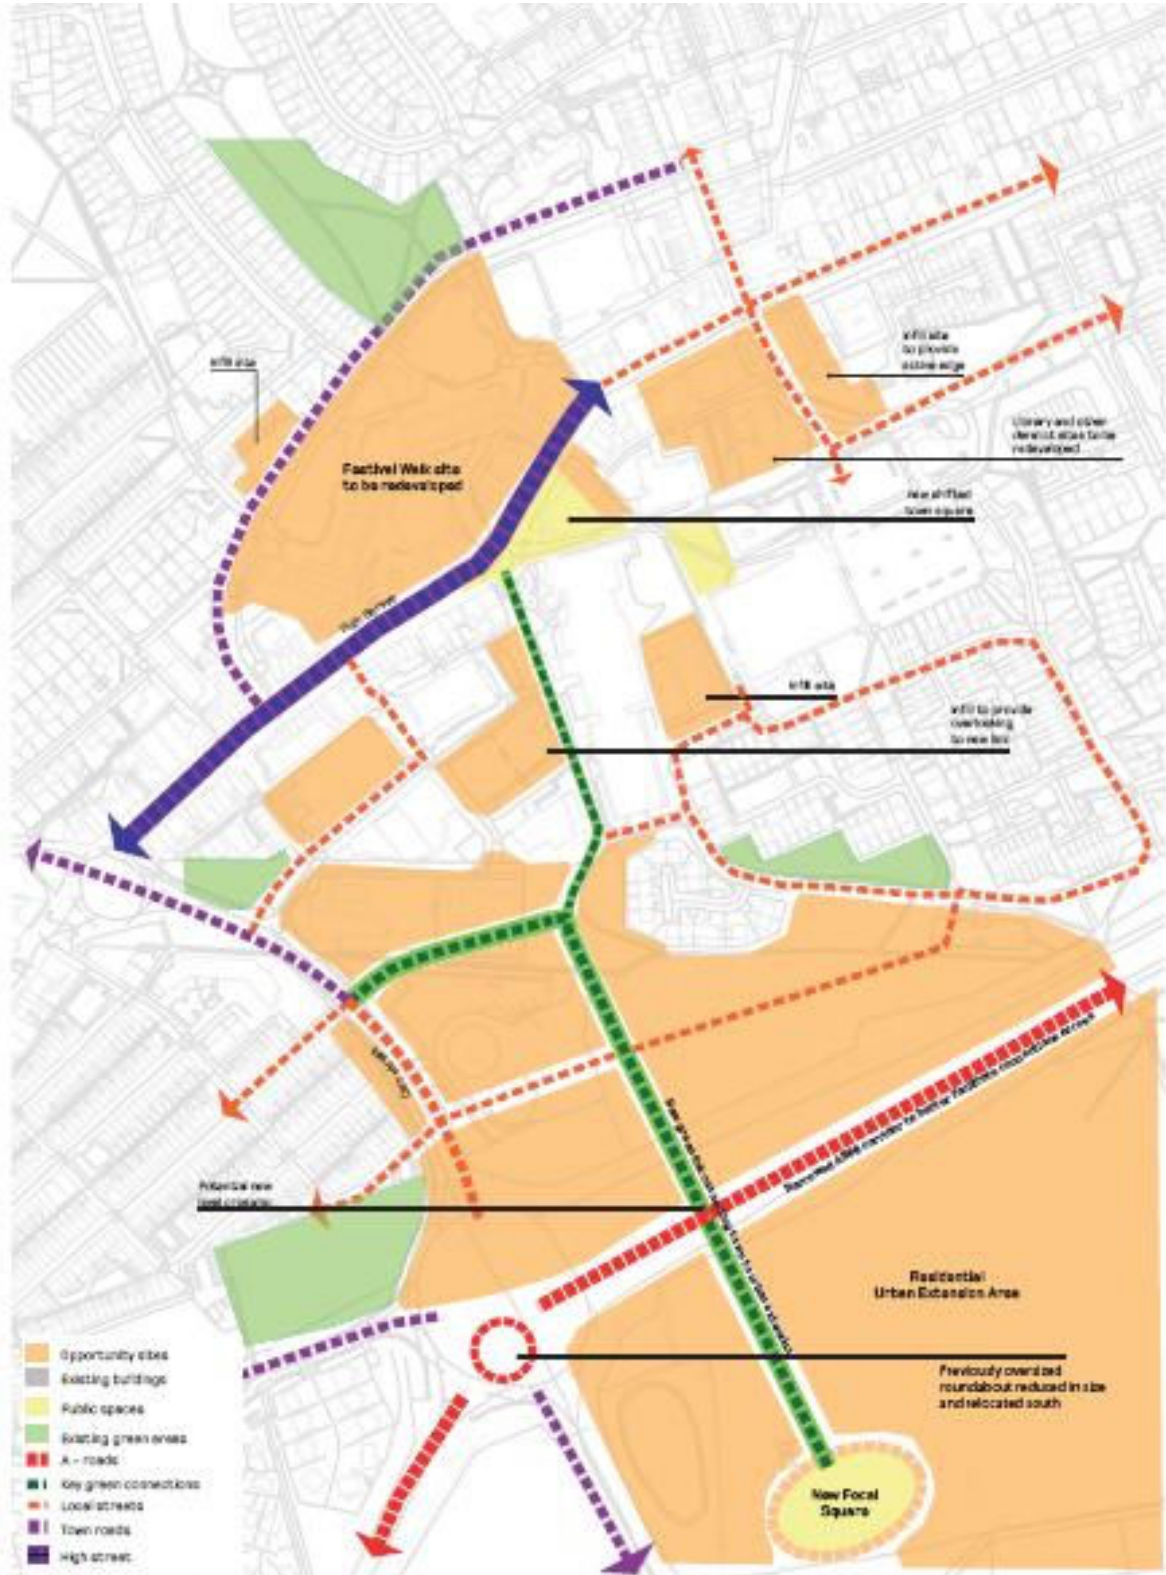 Infill site
Infill site
to provide
active edge
Library and other
derelict sites to be
redeveloped
Festival Walk site
to be redeveloped
new shifted
town square
High Street
Infill site
Infill to provide
overlooking
to new link
Potential new
Residential
Urban Extension Area
Previously oversized
roundabout reduced in size
and relocated south
New Focal
Square
Opportunity sites
Existing buildings
Public spaces
Existing green areas
A - roads
Key green connections
Local streets
Town roads
High street